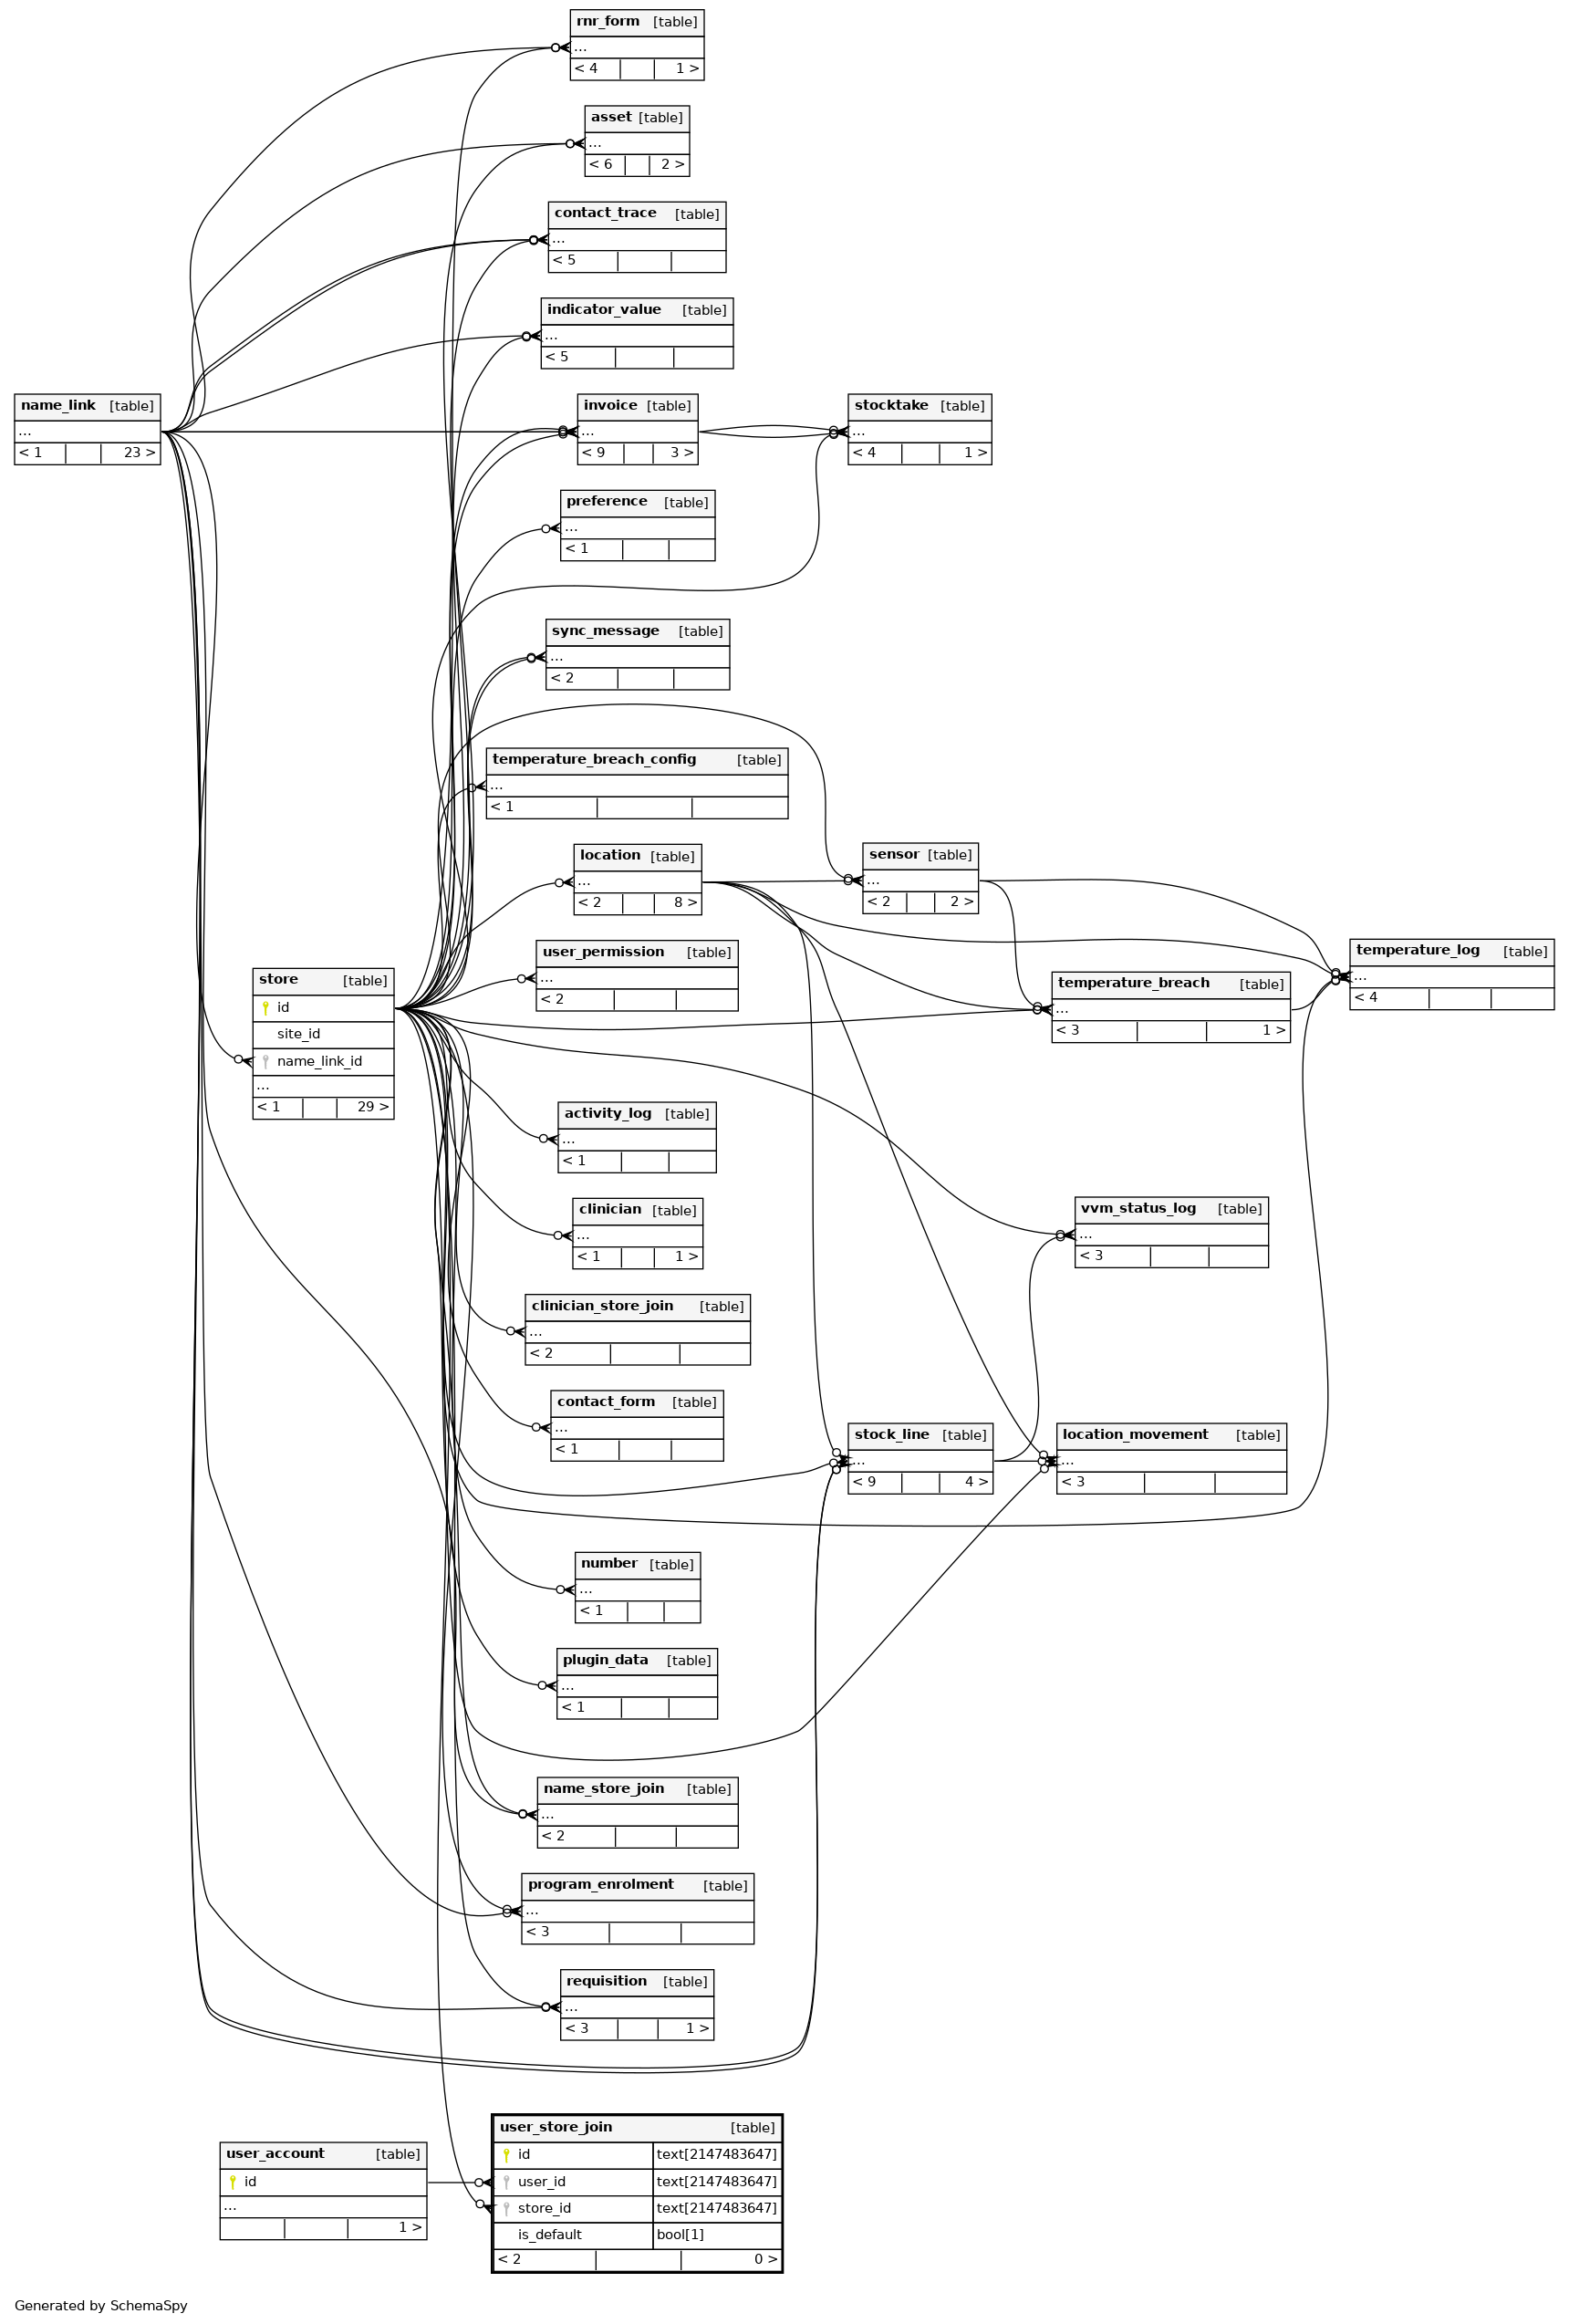 rnr_form [table]
...
< 4 1 >
asset [table]
...
< 6 2 >
contact_trace [table]
...
< 5
indicator_value [table]
...
< 5
name_link [table]
...
< 1 23 >
invoice [table]
...
< 9 3 >
stocktake [table]
...
< 4 1 >
preference [table]
...
< 1
sync_message [table]
...
< 2
temperature_breach_config [table]
...
< 1
location [table]
...
< 2 8 >
sensor [table]
...
< 2 2 >
user_permission [table]
...
< 2
temperature_log [table]
...
< 4
store [table]
id
site_id
name_link_id
...
< 1 29 >
temperature_breach [table]
...
< 3 1 >
activity_log [table]
...
< 1
clinician [table]
...
< 1 1 >
vvm_status_log [table]
...
< 3
clinician_store_join [table]
...
< 2
contact_form [table]
...
< 1
stock_line [table]
...
< 9 4 >
location_movement [table]
...
< 3
number [table]
...
< 1
plugin_data [table]
...
< 1
name_store_join [table]
...
< 2
program_enrolment [table]
...
< 3
requisition [table]
...
< 3 1 >
user_account [table]
id
...
1 >
user_store_join [table]
id text[2147483647]
user_id text[2147483647]
store_id text[2147483647]
is_default bool[1]
< 2 0 >
Generated by SchemaSpy